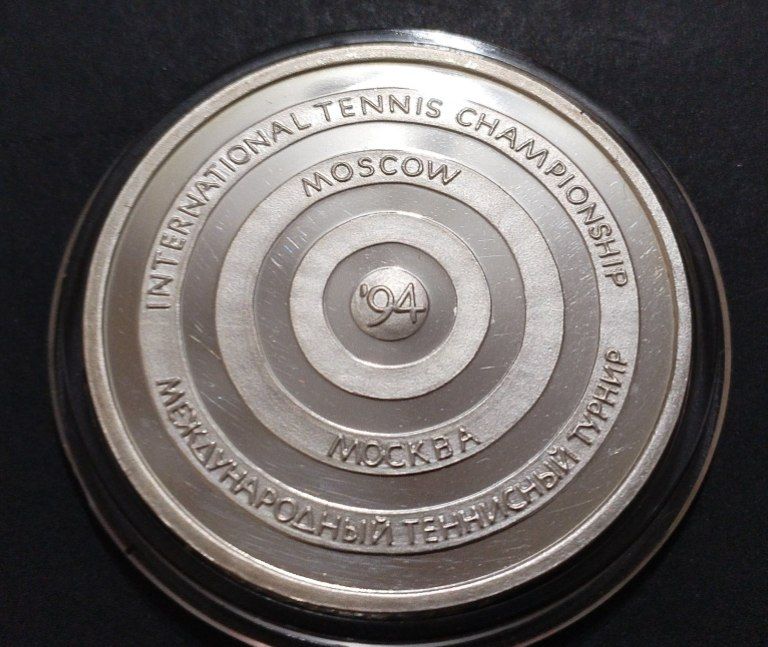 INTERNATIONAL TENNIS CHAMPIONSHIP
MOSCOW
'94
МОСКВА
МЕЖДУНАРОДНЫЙ ТЕННИСНЫЙ ТУРНИР